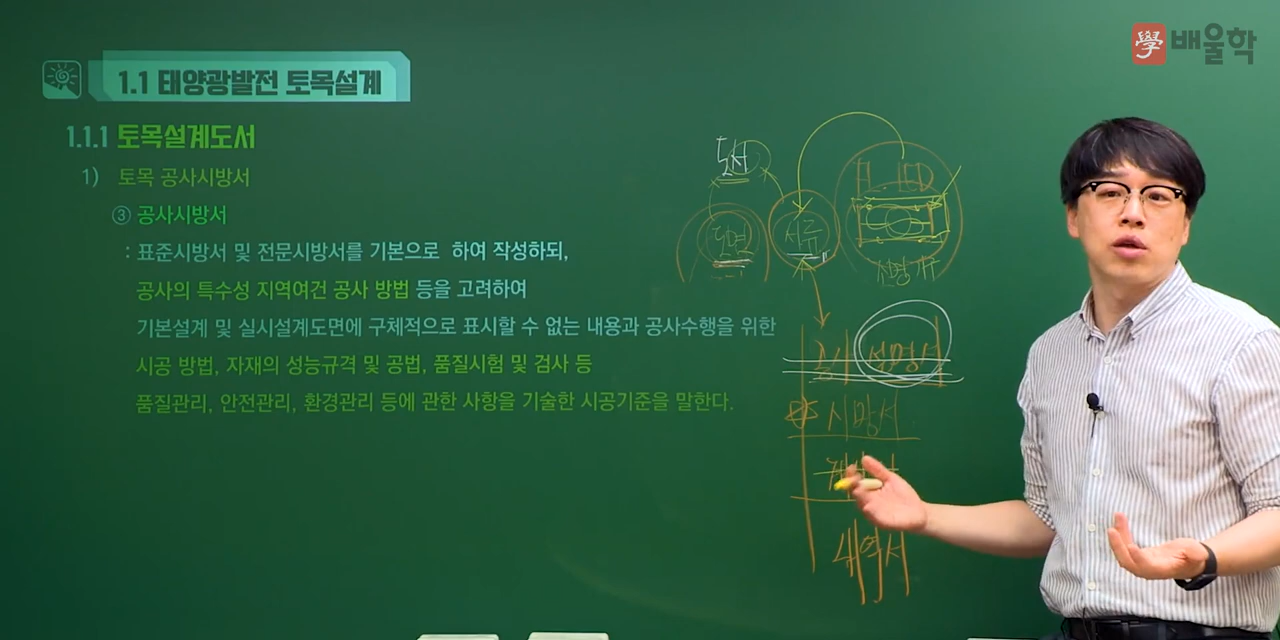 學 배울학
1.1 태양광발전 토목설계
1.1.1 토목설계도서
1) 토목 공사시방서
③ 공사시방서
: 표준시방서 및 전문시방서를 기본으로 하여 작성하되,
공사의 특수성 지역여건 공사 방법 등을 고려하여
기본설계 및 실시설계도면에 구체적으로 표시할 수 없는 내용과 공사수행을 위한
시공 방법, 자재의 성능규격 및 공법, 품질시험 및 검사 등
품질관리, 안전관리, 환경관리 등에 관한 사항을 기술한 시공기준을 말한다.
도서
도면
서류
설명서
시방서
내역서